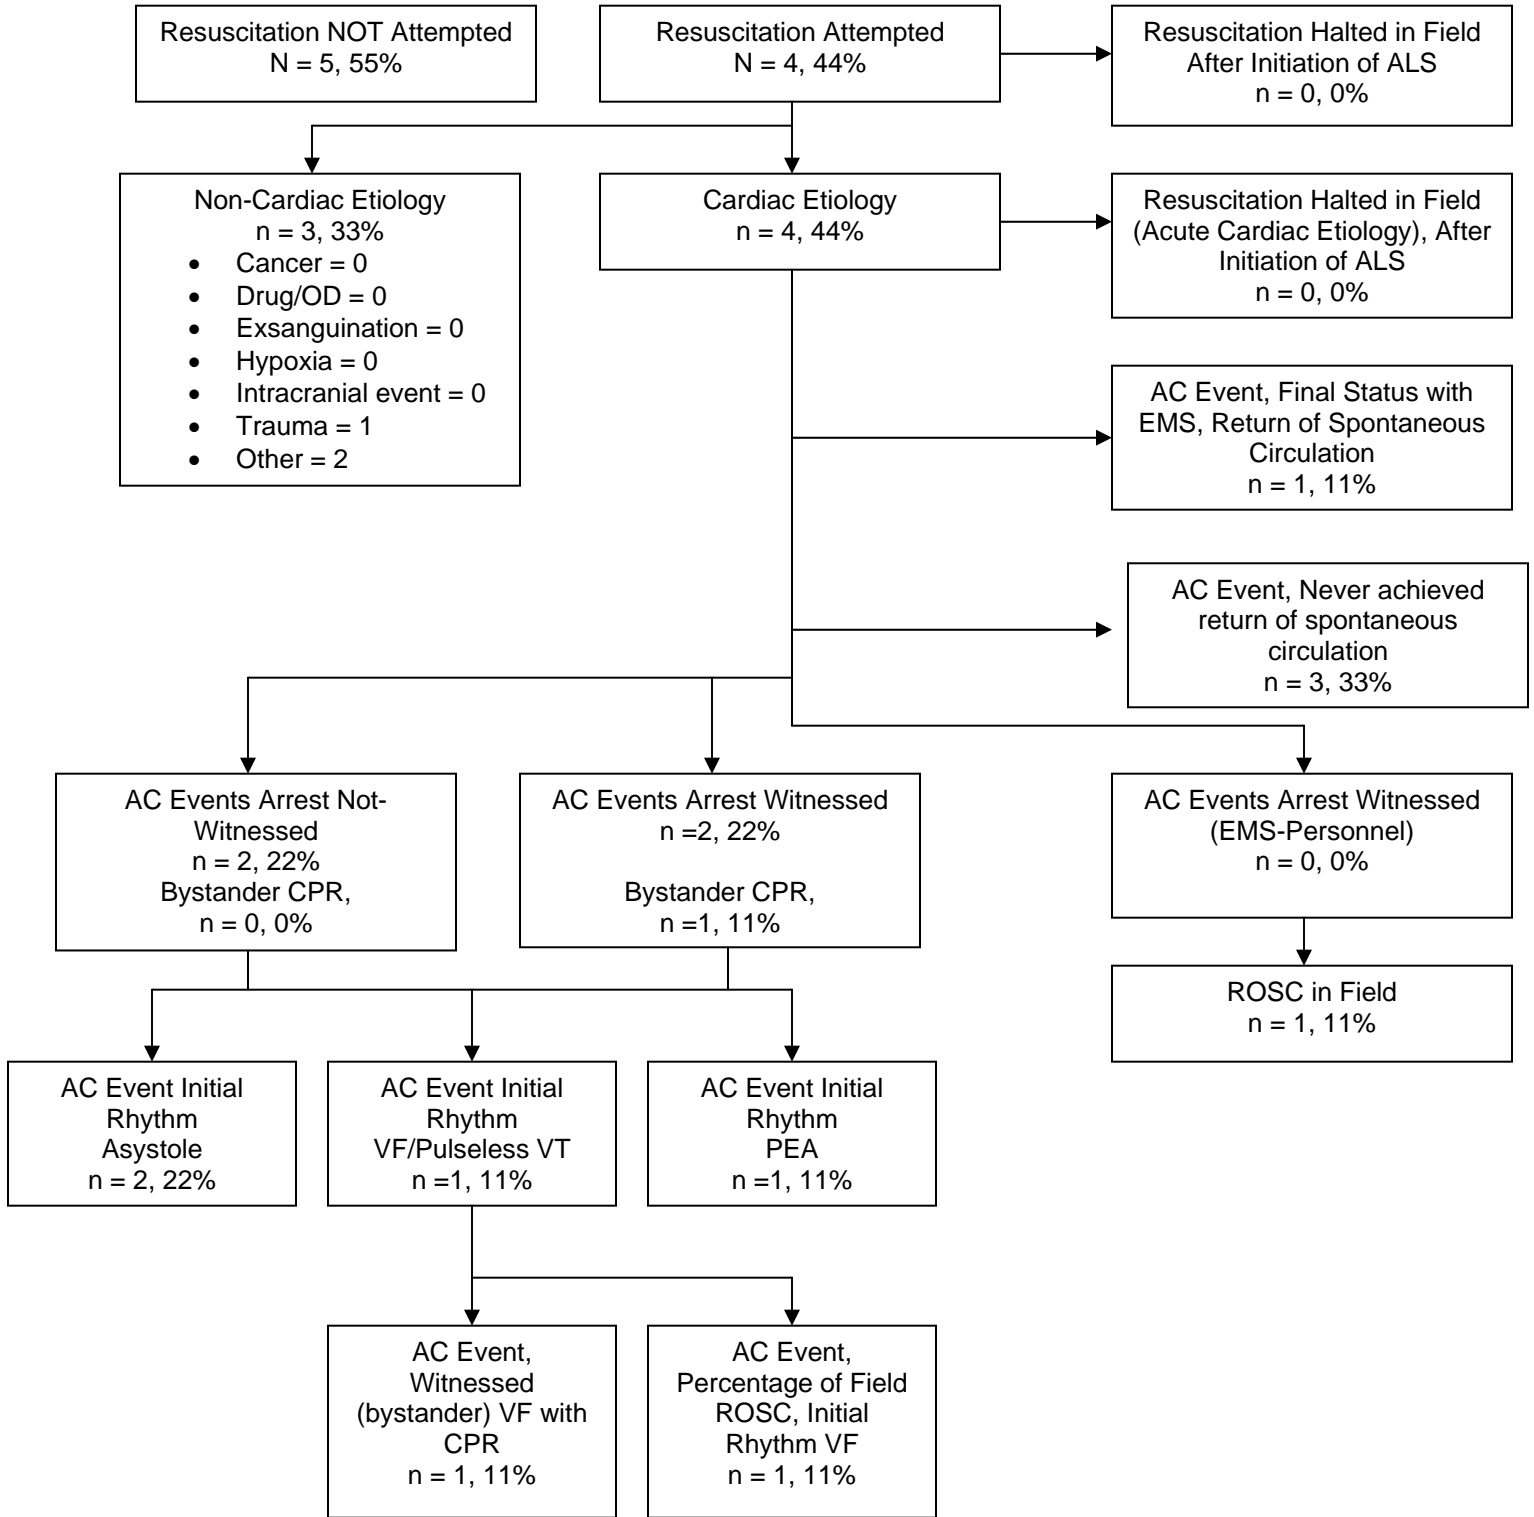 Resuscitation NOT Attempted
N = 5, 55%
Resuscitation Attempted
N = 4, 44%
Resuscitation Halted in Field
After Initiation of ALS
n = 0, 0%
Non-Cardiac Etiology
n = 3, 33%
• Cancer = 0
• Drug/OD = 0
• Exsanguination = 0
• Hypoxia = 0
• Intracranial event = 0
• Trauma = 1
• Other = 2
Cardiac Etiology
n = 4, 44%
Resuscitation Halted in Field
(Acute Cardiac Etiology), After
Initiation of ALS
n = 0, 0%
AC Event, Final Status with
EMS, Return of Spontaneous
Circulation
n = 1, 11%
AC Event, Never achieved
return of spontaneous
circulation
n = 3, 33%
AC Events Arrest Not-
Witnessed
n = 2, 22%
Bystander CPR,
n = 0, 0%
AC Events Arrest Witnessed
n =2, 22%
Bystander CPR,
n =1, 11%
AC Events Arrest Witnessed
(EMS-Personnel)
n = 0, 0%
ROSC in Field
n = 1, 11%
AC Event Initial
Rhythm
Asystole
n = 2, 22%
AC Event Initial
Rhythm
VF/Pulseless VT
n =1, 11%
AC Event Initial
Rhythm
PEA
n =1, 11%
AC Event,
Witnessed
(bystander) VF with
CPR
n = 1, 11%
AC Event,
Percentage of Field
ROSC, Initial
Rhythm VF
n = 1, 11%